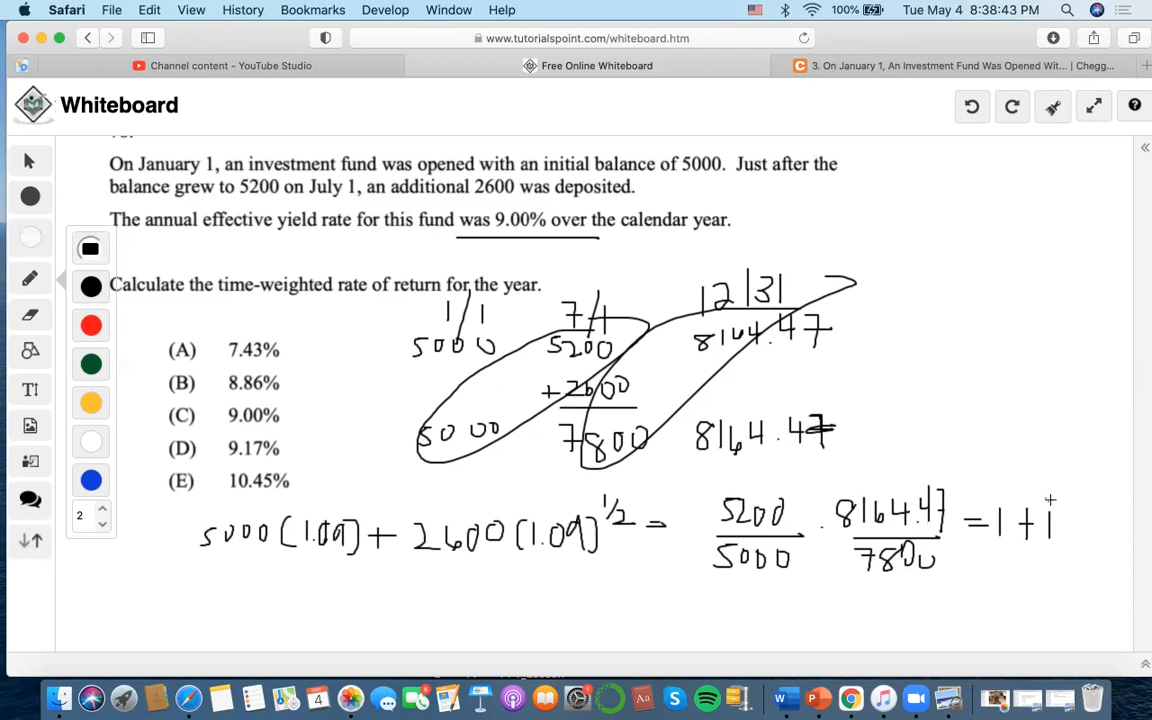 Safari File Edit View History Bookmarks Develop Window Help 100% Tue May 4 8:38:43 PM
www.tutorialspoint.com/whiteboard.htm
Channel content - YouTube Studio Free Online Whiteboard 3. On January 1, An Investment Fund Was Opened Wit... | Chegg...
Whiteboard
On January 1, an investment fund was opened with an initial balance of 5000. Just after the
balance grew to 5200 on July 1, an additional 2600 was deposited.
The annual effective yield rate for this fund was 9.00% over the calendar year.
Calculate the time-weighted rate of return for the year.
1/1 7/1 12/31
5000 5200 8164.47
+2600
5000 7800 8164.47
(A) 7.43%
(B) 8.86%
(C) 9.00%
(D) 9.17%
(E) 10.45%
2
5000(1.09)+2600(1.09)^1/2 = 5200/5000 · 8164.47/7800 = 1+i